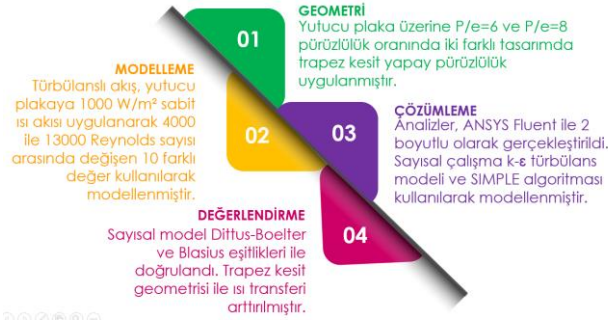 01
GEOMETRİ
Yutucu plaka üzerine P/e=6 ve P/e=8
pürüzlülük oranında iki farklı tasarımda
trapez kesit yapay pürüzlülük
uygulanmıştır.
MODELLEME
Türbülanslı akış, yutucu
plakaya 1000 W/m² sabit
ısı akısı uygulanarak 4000
ile 13000 Reynolds sayısı
arasında değişen 10 farklı
değer kullanılarak
modellenmiştir.
02
03
ÇÖZÜMLEME
Analizler, ANSYS Fluent ile 2
boyutlu olarak gerçekleştirildi.
Sayısal çalışma k-ε türbülans
modeli ve SIMPLE algoritması
kullanılarak modellenmiştir.
DEĞERLENDİRME
Sayısal model Dittus-Boelter
ve Blasius eşitlikleri ile
doğrulandı. Trapez kesit
geometrisi ile ısı transferi
arttırılmıştır.
04